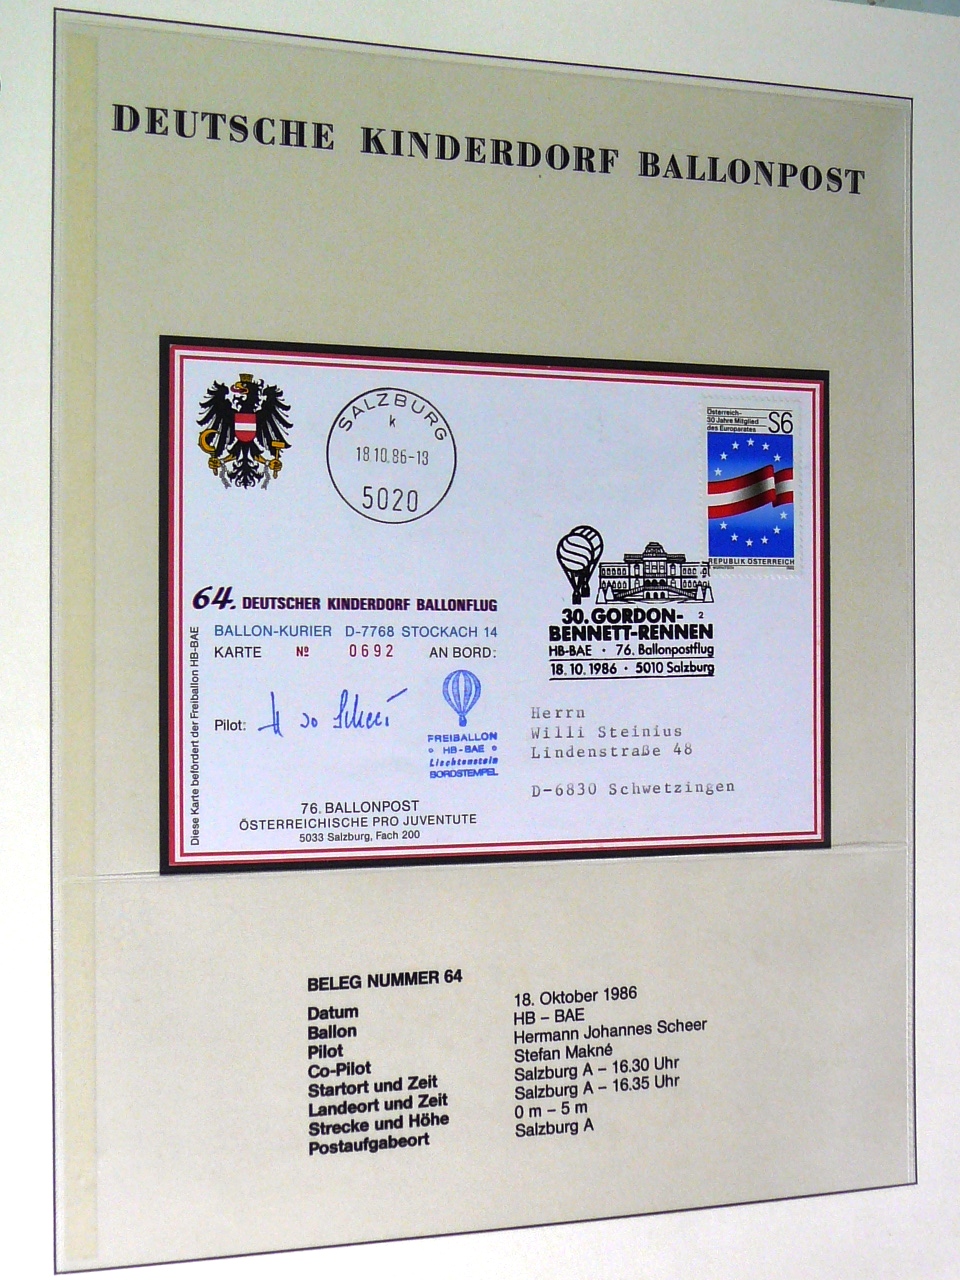 DEUTSCHE KINDERDORF BALLONPOST
SALZBURG
k
18.10.86-13
5020
Österreich-
30 Jahre Mitglied
des Europarates
S6
REPUBLIK ÖSTERREICH
64. DEUTSCHER KINDERDORF BALLONFLUG
BALLON-KURIER D-7768 STOCKACH 14
KARTE № 0692 AN BORD:
Pilot:
FREIBALLON
HB-BAE
Liechtenstein
BORDSTEMPEL
Diese Karte befördert der Freiballon HB-BAE
76. BALLONPOST
ÖSTERREICHISCHE PRO JUVENTUTE
5033 Salzburg, Fach 200
30. GORDON- 2
BENNETT-RENNEN
HB-BAE · 76. Ballonpostflug
18.10.1986 · 5010 Salzburg
Herrn
Willi Steinius
Lindenstraße 48
D-6830 Schwetzingen
BELEG NUMMER 64
Datum 18. Oktober 1986
Ballon HB – BAE
Pilot Hermann Johannes Scheer
Co-Pilot Stefan Makné
Startort und Zeit Salzburg A – 16.30 Uhr
Landeort und Zeit Salzburg A – 16.35 Uhr
Strecke und Höhe 0 m – 5 m
Postaufgabeort Salzburg A